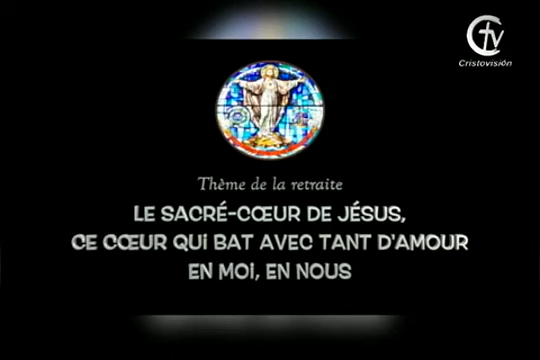 CTV
Cristovisión
Thème de la retraite
LE SACRÉ-CŒUR DE JÉSUS,
CE CŒUR QUI BAT AVEC TANT D'AMOUR
EN MOI, EN NOUS